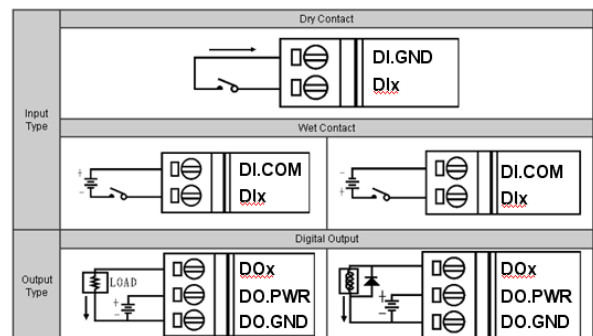 Dry Contact
DI.GND
DIx
Input
Type
Wet Contact
+
-
DI.COM
DIx
-
+
DI.COM
DIx
Digital Output
Output
Type
LOAD
+
-
DOx
DO.PWR
DO.GND
+
-
DOx
DO.PWR
DO.GND